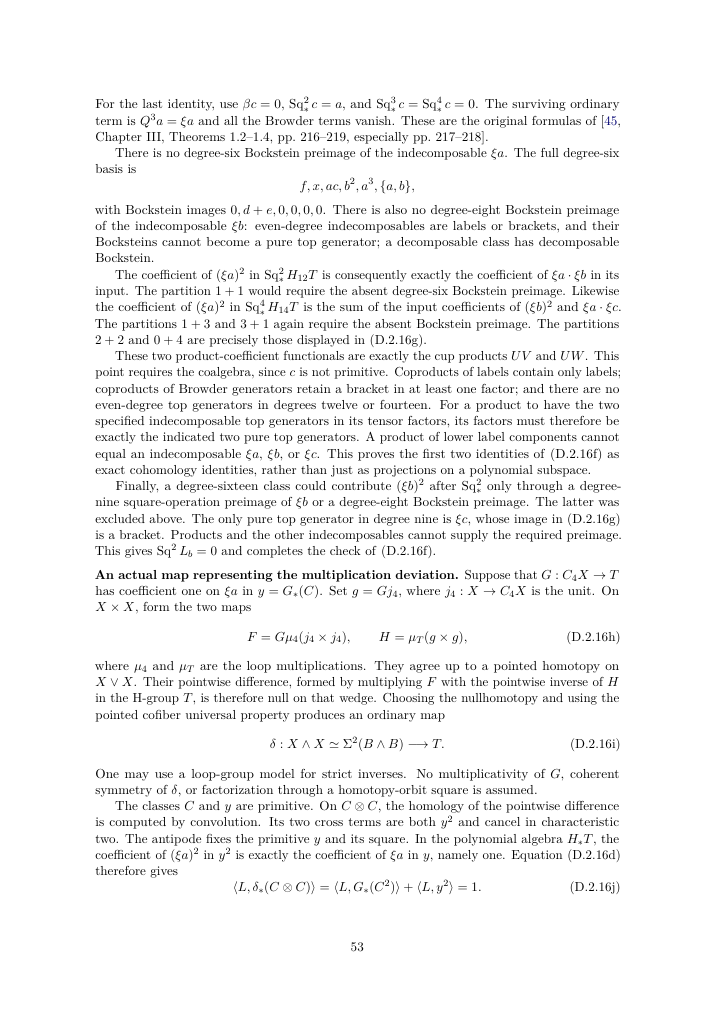 For the last identity, use βc = 0, Sq²_* c = a, and Sq³_* c = Sq⁴_* c = 0. The surviving ordinary
term is Q³a = ξa and all the Browder terms vanish. These are the original formulas of [45,
Chapter III, Theorems 1.2–1.4, pp. 216–219, especially pp. 217–218].
There is no degree-six Bockstein preimage of the indecomposable ξa. The full degree-six
basis is
f, x, ac, b², a³, {a, b},
with Bockstein images 0, d + e, 0, 0, 0, 0. There is also no degree-eight Bockstein preimage
of the indecomposable ξb: even-degree indecomposables are labels or brackets, and their
Bocksteins cannot become a pure top generator; a decomposable class has decomposable
Bockstein.
The coefficient of (ξa)² in Sq²_* H₁₂T is consequently exactly the coefficient of ξa · ξb in its
input. The partition 1 + 1 would require the absent degree-six Bockstein preimage. Likewise
the coefficient of (ξa)² in Sq⁴_* H₁₄T is the sum of the input coefficients of (ξb)² and ξa · ξc.
The partitions 1 + 3 and 3 + 1 again require the absent Bockstein preimage. The partitions
2 + 2 and 0 + 4 are precisely those displayed in (D.2.16g).
These two product-coefficient functionals are exactly the cup products UV and UW. This
point requires the coalgebra, since c is not primitive. Coproducts of labels contain only labels;
coproducts of Browder generators retain a bracket in at least one factor; and there are no
even-degree top generators in degrees twelve or fourteen. For a product to have the two
specified indecomposable top generators in its tensor factors, its factors must therefore be
exactly the indicated two pure top generators. A product of lower label components cannot
equal an indecomposable ξa, ξb, or ξc. This proves the first two identities of (D.2.16f) as
exact cohomology identities, rather than just as projections on a polynomial subspace.
Finally, a degree-sixteen class could contribute (ξb)² after Sq²_* only through a degree-
nine square-operation preimage of ξb or a degree-eight Bockstein preimage. The latter was
excluded above. The only pure top generator in degree nine is ξc, whose image in (D.2.16g)
is a bracket. Products and the other indecomposables cannot supply the required preimage.
This gives Sq² L_b = 0 and completes the check of (D.2.16f).
An actual map representing the multiplication deviation. Suppose that G : C₄X → T
has coefficient one on ξa in y = G_*(C). Set g = Gj₄, where j₄ : X → C₄X is the unit. On
X × X, form the two maps
F = Gμ₄(j₄ × j₄), H = μ_T(g × g), (D.2.16h)
where μ₄ and μ_T are the loop multiplications. They agree up to a pointed homotopy on
X ∨ X. Their pointwise difference, formed by multiplying F with the pointwise inverse of H
in the H-group T, is therefore null on that wedge. Choosing the nullhomotopy and using the
pointed cofiber universal property produces an ordinary map
δ : X ∧ X ≃ Σ²(B ∧ B) ⟶ T. (D.2.16i)
One may use a loop-group model for strict inverses. No multiplicativity of G, coherent
symmetry of δ, or factorization through a homotopy-orbit square is assumed.
The classes C and y are primitive. On C ⊗ C, the homology of the pointwise difference
is computed by convolution. Its two cross terms are both y² and cancel in characteristic
two. The antipode fixes the primitive y and its square. In the polynomial algebra H_*T, the
coefficient of (ξa)² in y² is exactly the coefficient of ξa in y, namely one. Equation (D.2.16d)
therefore gives
⟨L, δ_*(C ⊗ C)⟩ = ⟨L, G_*(C²)⟩ + ⟨L, y²⟩ = 1. (D.2.16j)
53